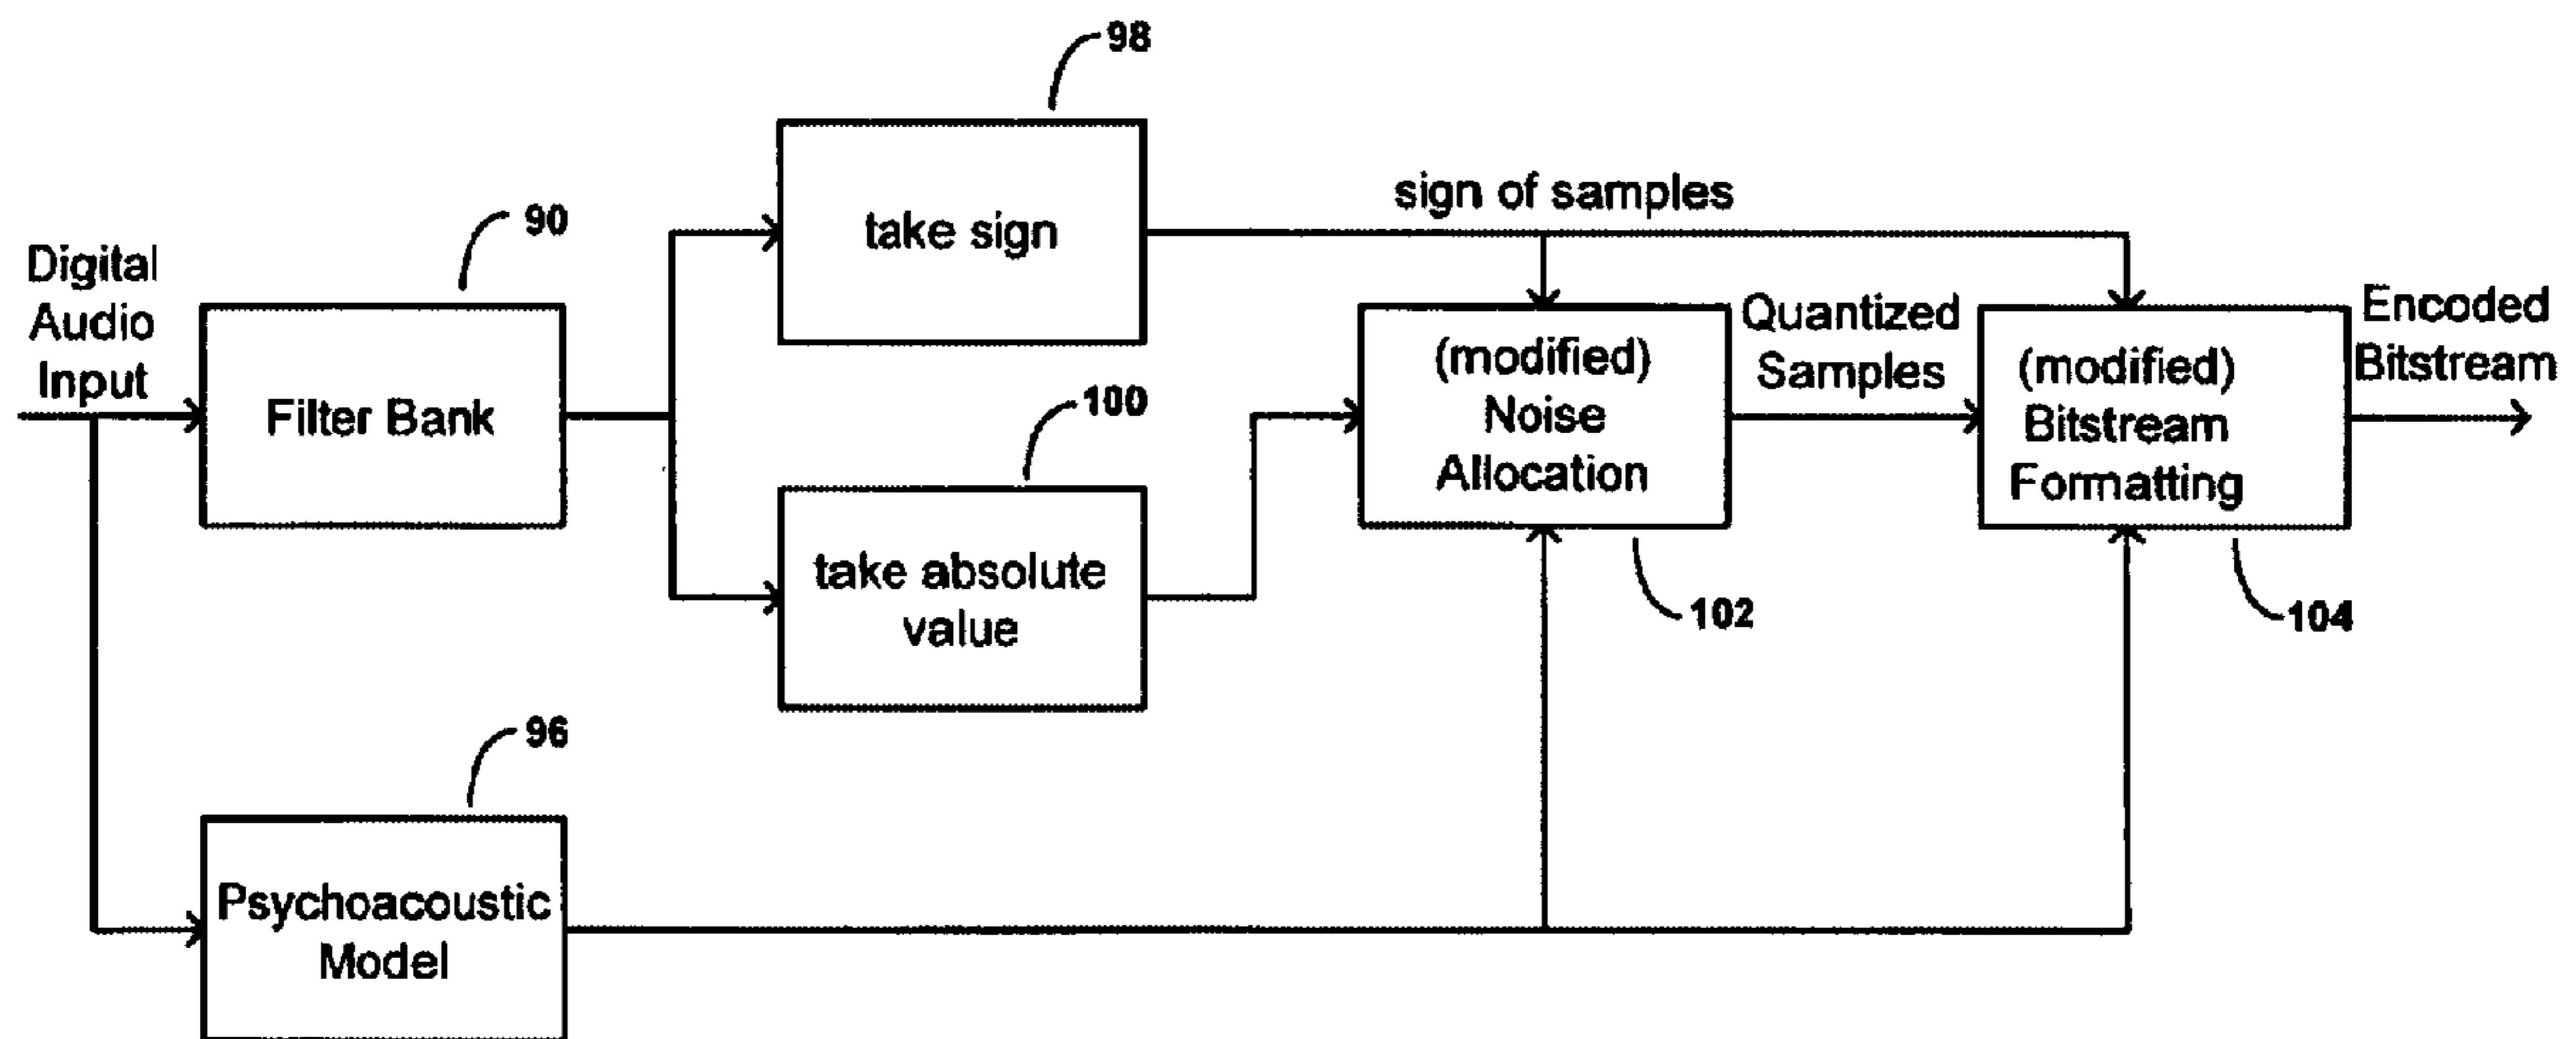 98
90
sign of samples
Digital
Audio
Input
take sign
Filter Bank
100
take absolute
value
(modified)
Noise
Allocation
Quantized
Samples
(modified)
Bitstream
Formatting
Encoded
Bitstream
102
104
96
Psychoacoustic
Model